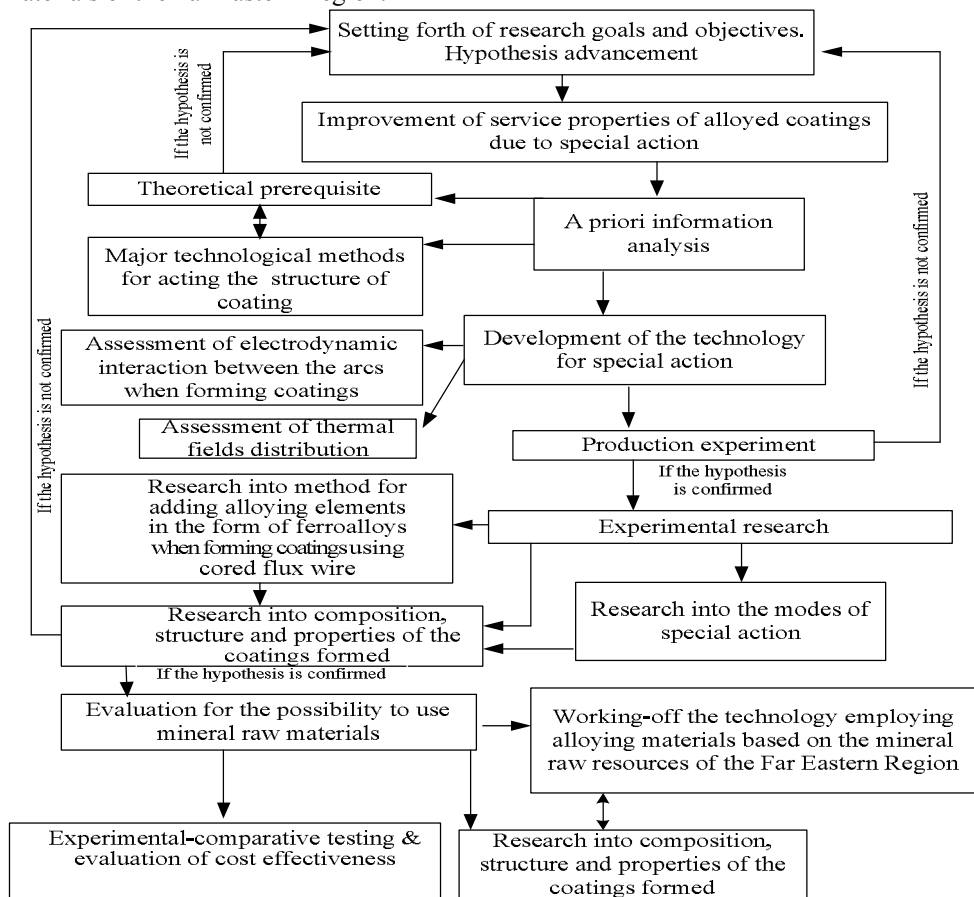 Setting forth of research goals and objectives.
Hypothesis advancement
If the hypothesis is
not confirmed
Improvement of service properties of alloyed coatings
due to special action
Theoretical prerequisite
A priori information
analysis
Major technological methods
for acting the structure of
coating
If the hypothesis is not confirmed
If the hypothesis is not confirmed
Development of the technology
for special action
Assessment of electrodynamic
interaction between the arcs
when forming coatings
Assessment of thermal
fields distribution
Production experiment
If the hypothesis
is confirmed
Research into method for
adding alloying elements
in the form of ferroalloys
when forming coatings using
cored flux wire
Experimental research
Research into the modes of
special action
Research into composition,
structure and properties of the
coatings formed
If the hypothesis is confirmed
Evaluation for the possibility to use
mineral raw materials
Working-off the technology employing
alloying materials based on the mineral
raw resources of the Far Eastern Region
Experimental-comparative testing &
evaluation of cost effectiveness
Research into composition,
structure and properties of the
coatings formed